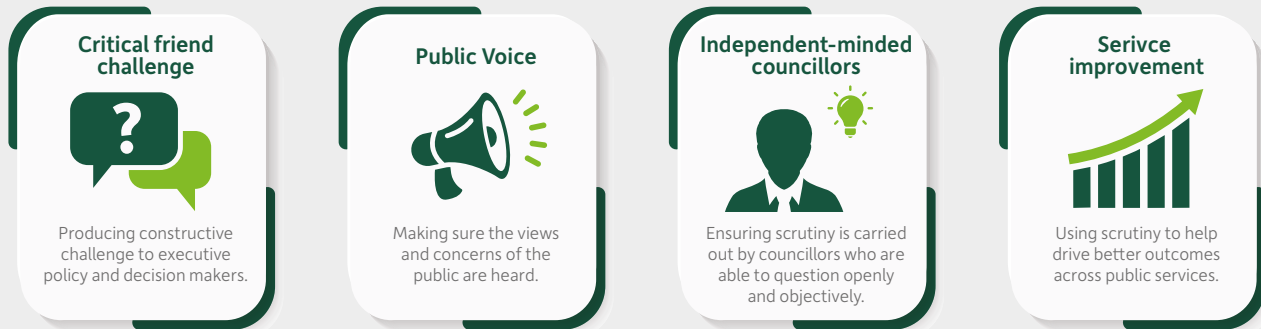 Critical friend
challenge
?
Producing constructive
challenge to executive
policy and decision makers.
Public Voice
Making sure the views
and concerns of the
public are heard.
Independent-minded
councillors
Ensuring scrutiny is carried
out by councillors who are
able to question openly
and objectively.
Serivce
improvement
Using scrutiny to help
drive better outcomes
across public services.